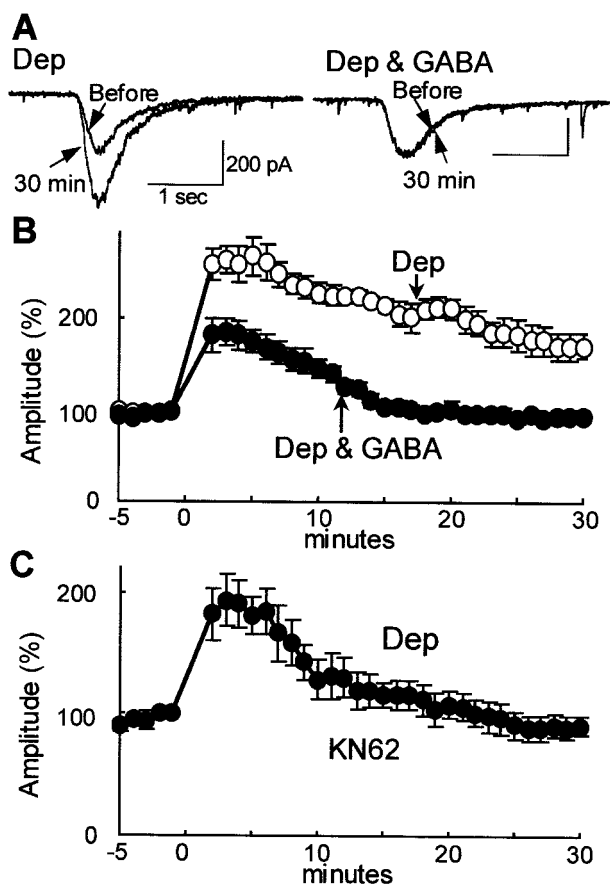 A
Dep
Dep & GABA
Before
Before
30 min
200 pA
1 sec
30 min
B
Amplitude (%)
200
100
0
Dep
Dep & GABA
-5
0
10
20
30
minutes
C
Amplitude (%)
200
100
0
Dep
KN62
-5
0
10
20
30
minutes